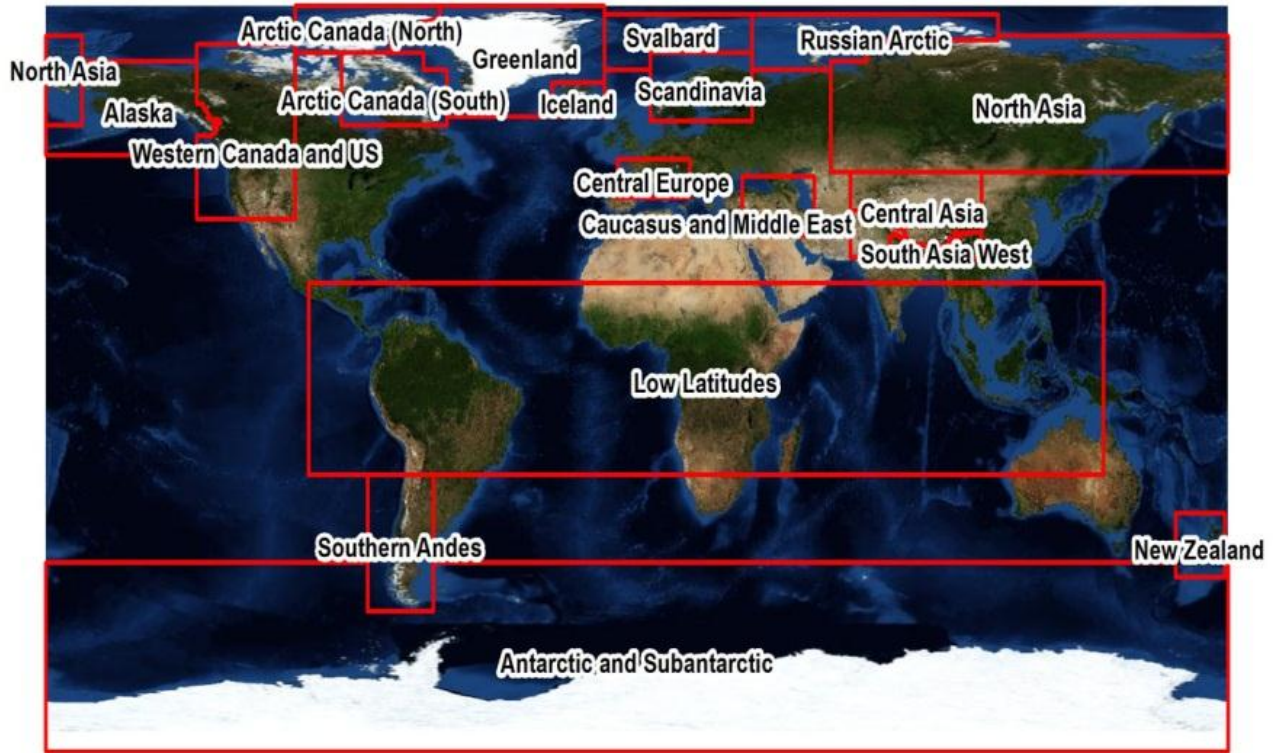 Arctic Canada (North)
Svalbard
Russian Arctic
Greenland
North Asia
Alaska
Arctic Canada (South)
Iceland
Scandinavia
North Asia
Western Canada and US
Central Europe
Caucasus and Middle East
Central Asia
South Asia West
Low Latitudes
Southern Andes
New Zealand
Antarctic and Subantarctic